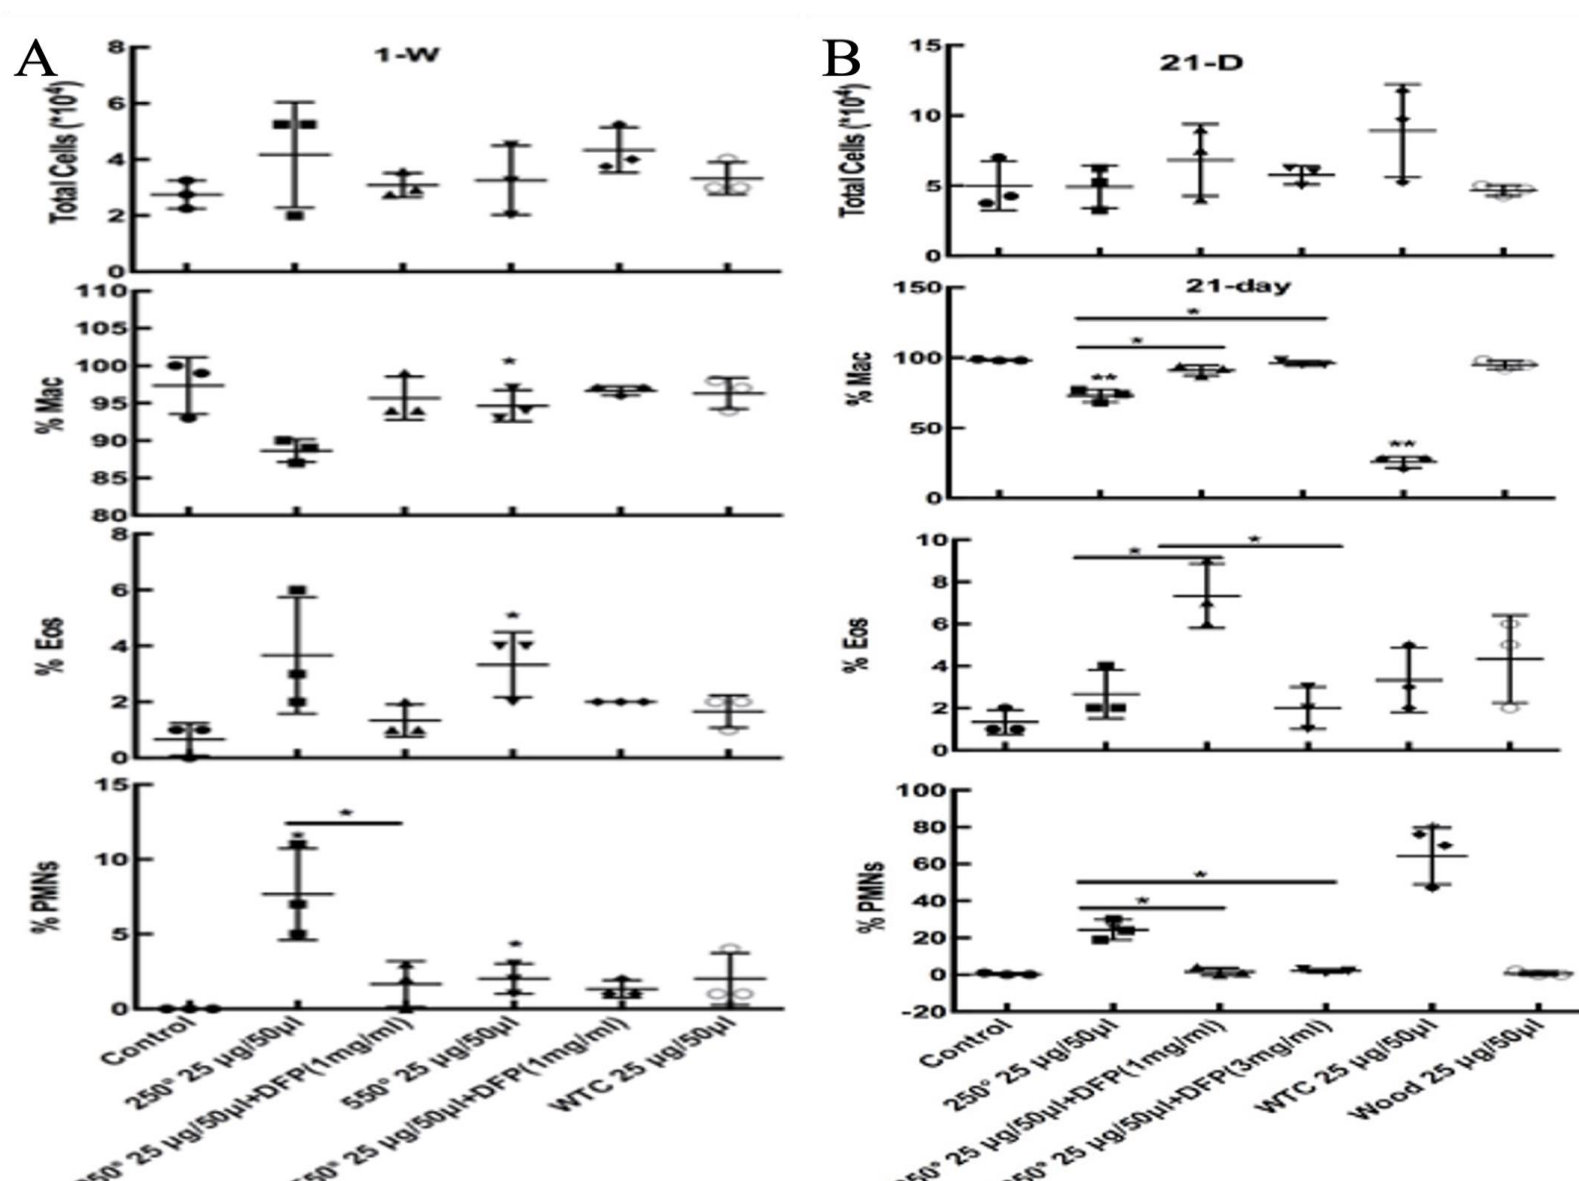 A
1-W
Total Cells (*10⁴)
8
6
4
2
0
% Mac
110
105
100
95
90
85
80
*
% Eos
8
6
4
2
0
*
% PMNs
15
10
5
0
*
*
*
Control
250° 25 µg/50µl
50° 25 µg/50µl+DFP(1mg/ml)
550° 25 µg/50µl
50° 25 µg/50µl+DFP(1mg/ml)
WTC 25 µg/50µl
B
21-D
Total Cells (*10⁴)
15
10
5
0
21-day
% Mac
150
100
50
0
*
*
**
**
% Eos
10
8
6
4
2
0
*
*
% PMNs
100
80
60
40
20
0
-20
*
*
Control
250° 25 µg/50µl
50° 25 µg/50µl+DFP(1mg/ml)
50° 25 µg/50µl+DFP(3mg/ml)
WTC 25 µg/50µl
Wood 25 µg/50µl